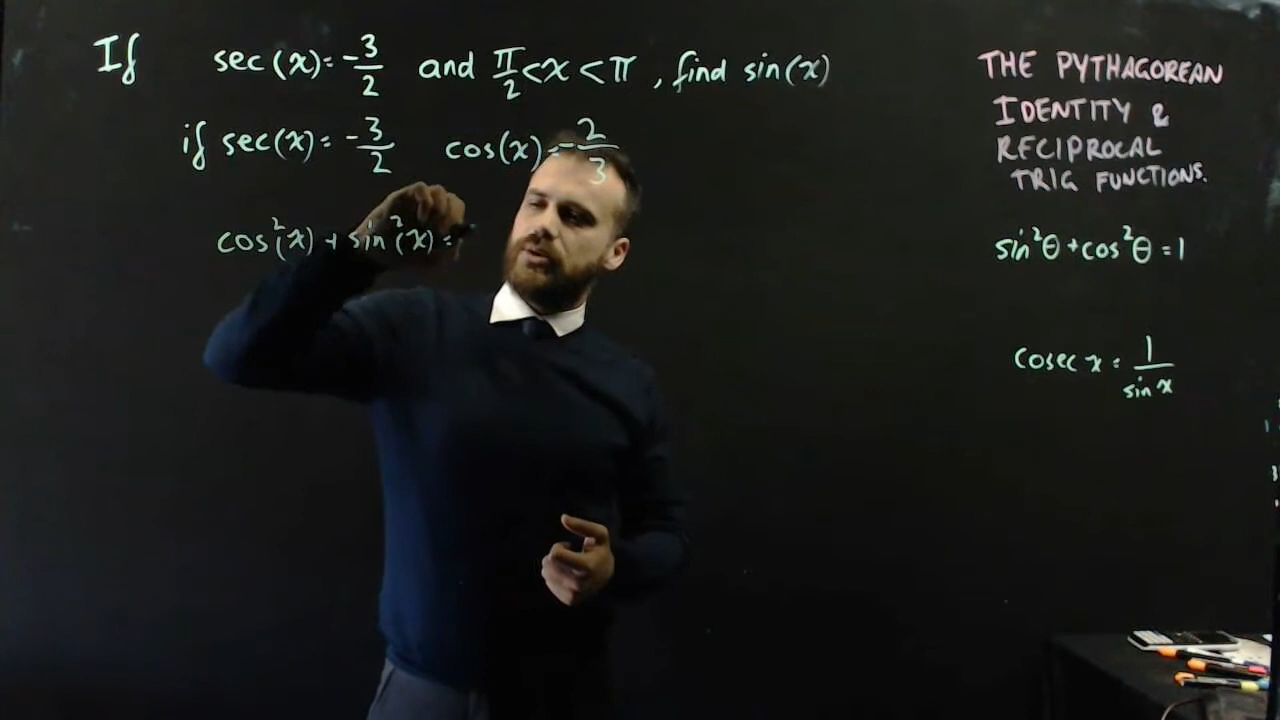 If sec(x) = -3/2 and π/2 < x < π, find sin(x)
if sec(x) = -3/2 cos(x) = -2/3
cos²(x) + sin²(x) =
THE PYTHAGOREAN
IDENTITY &
RECIPROCAL
TRIG FUNCTIONS.
sin²θ + cos²θ = 1
cosec x = 1/sin x